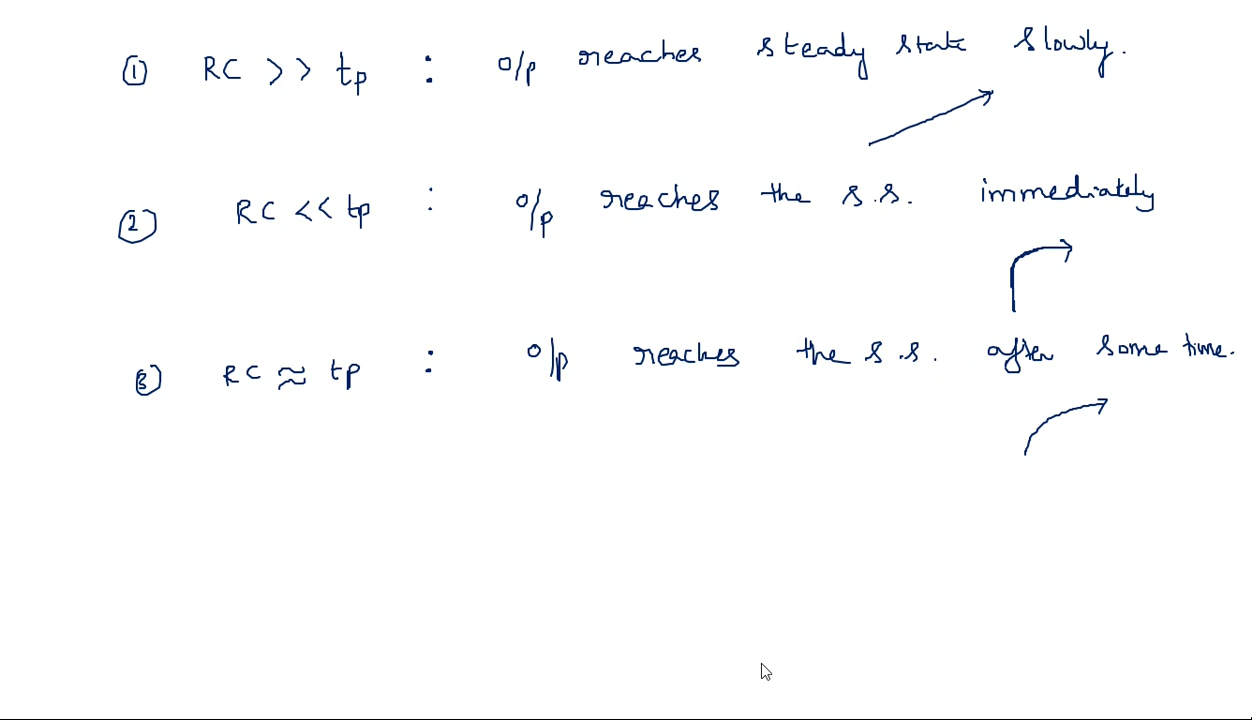 ① RC >> tp : o/p reaches steady state slowly.
② RC << tp : o/p reaches the s.s. immediately
③ RC ≈ tp : o/p reaches the s.s. after some time.